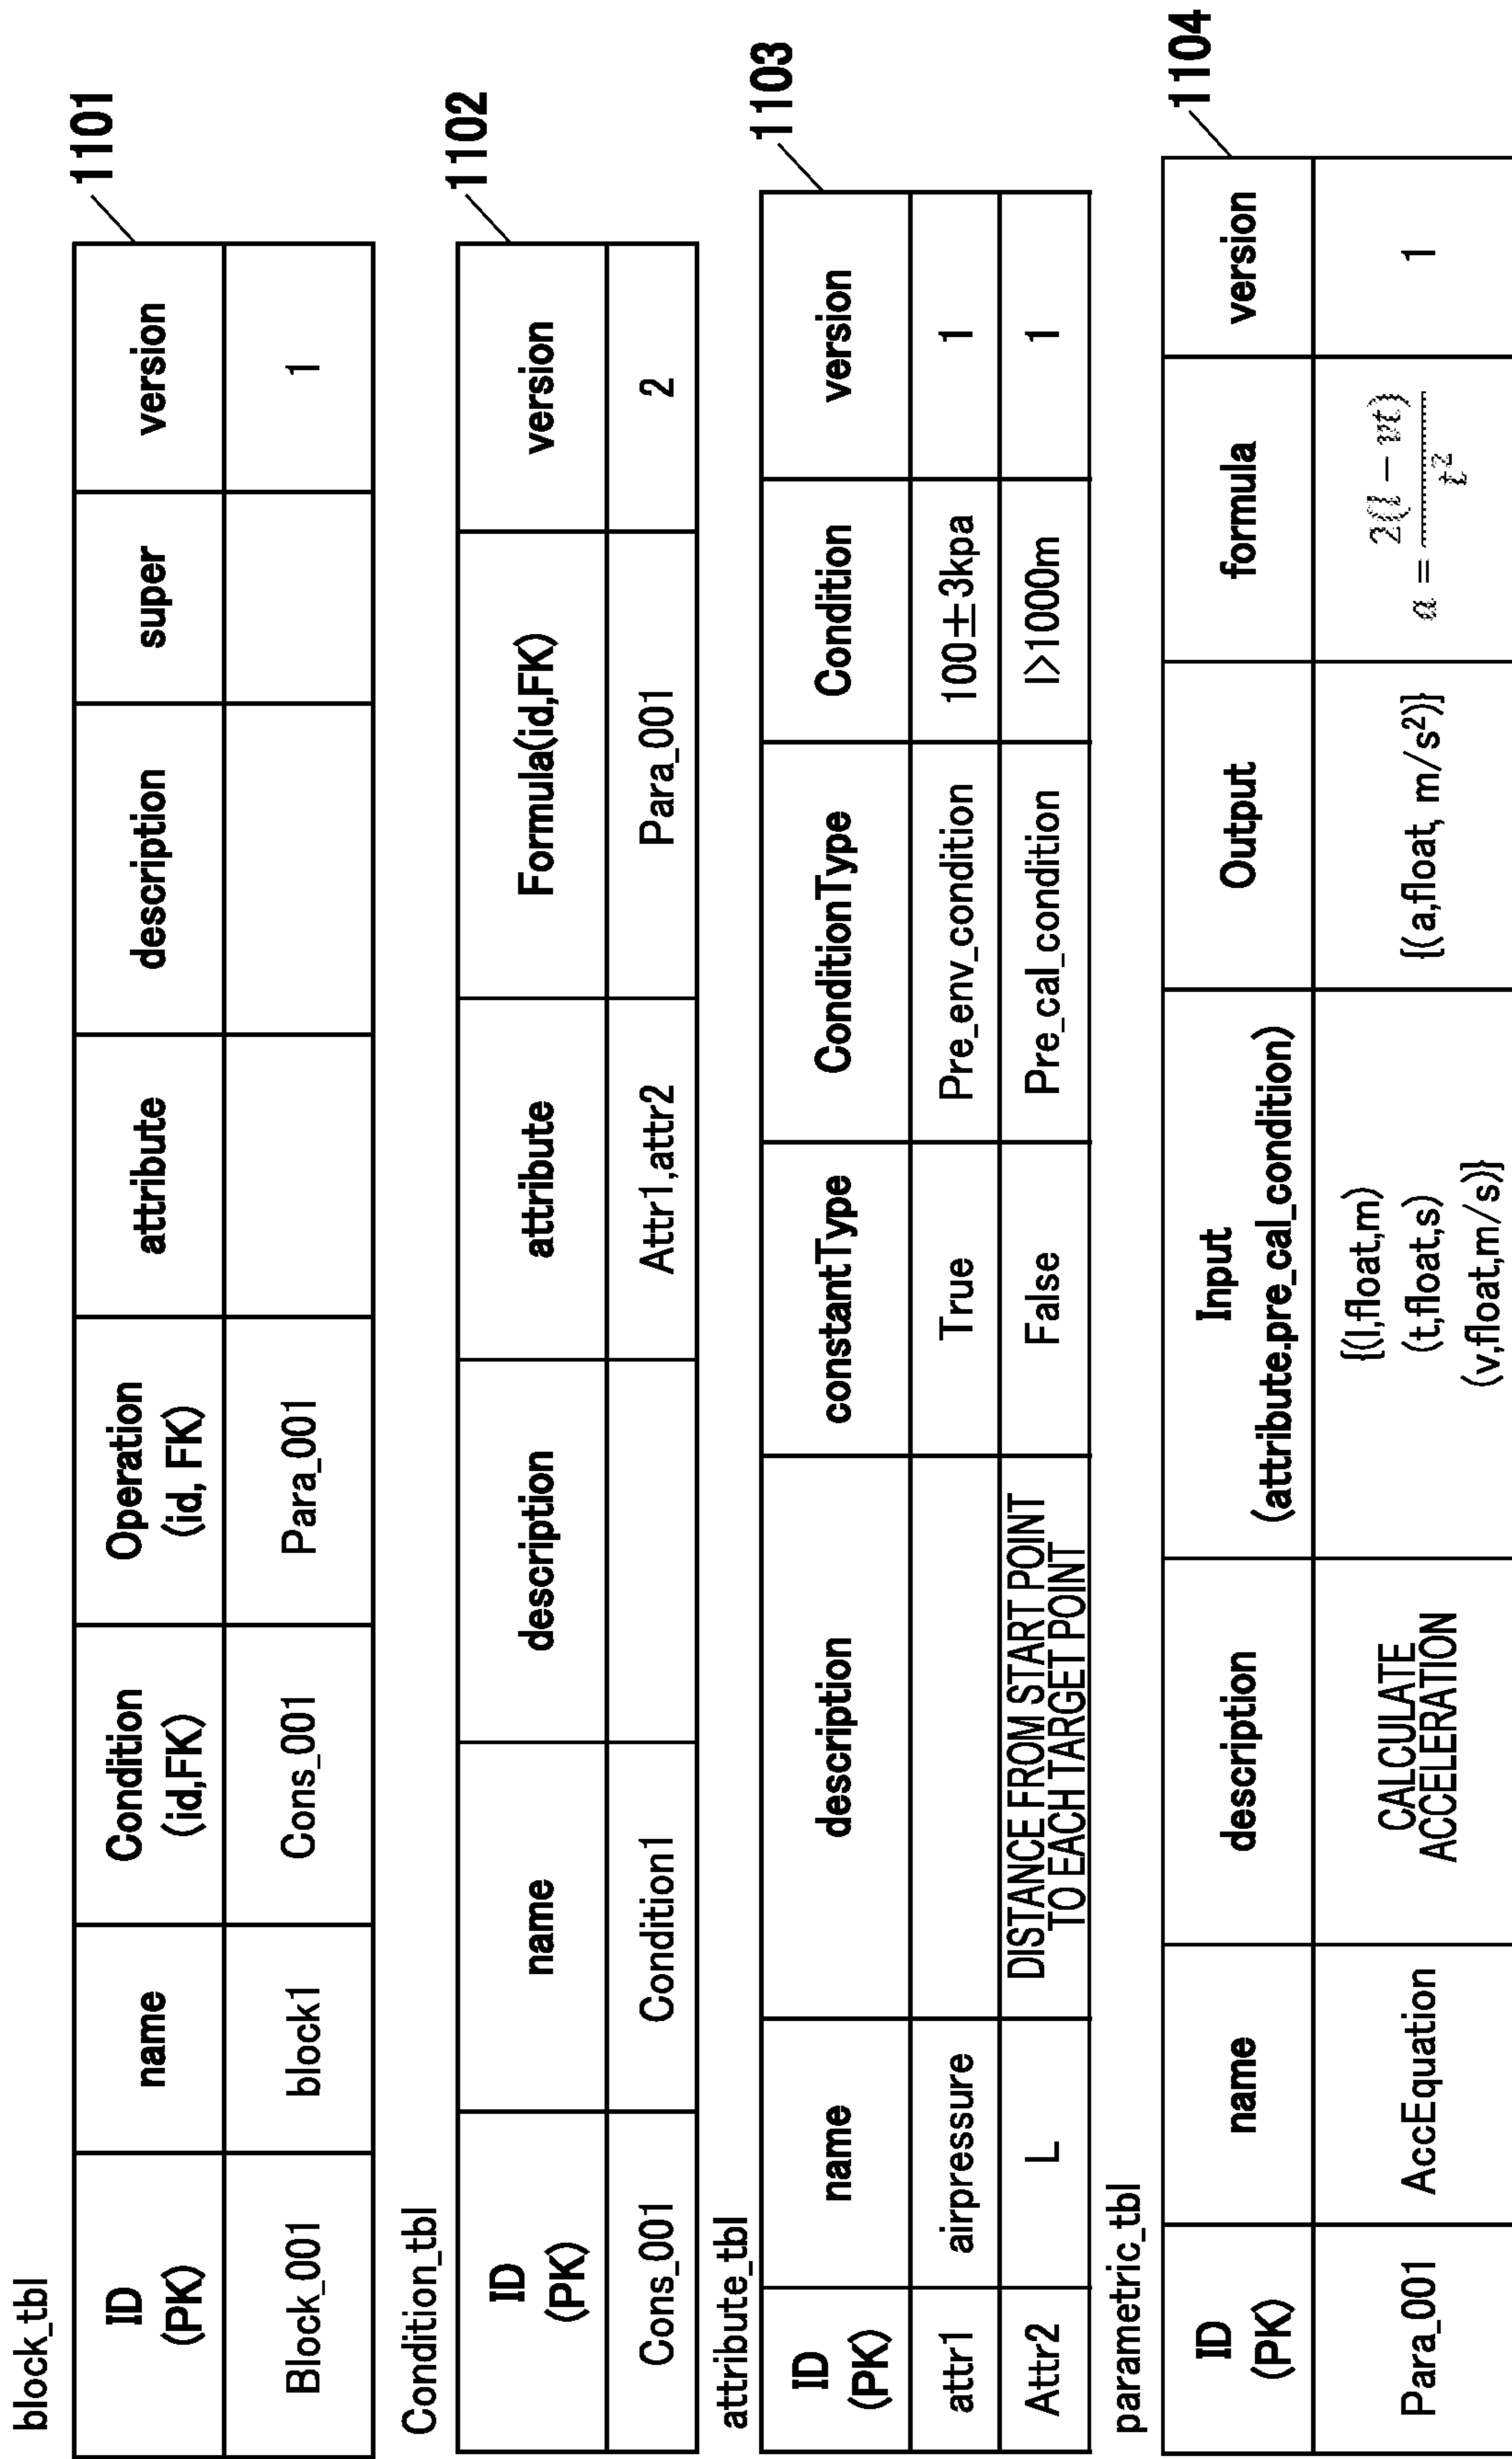 block_tbl
1101
ID (PK) name Condition (id,FK) Operation (id, FK) attribute description super version
Block_001 block1 Cons_001 Para_001 1
Condition_tbl
1102
ID (PK) name description attribute Formula(id,FK) version
Cons_001 Condition1 Attr1,attr2 Para_001 2
attribute_tbl
1103
ID (PK) name description constantType ConditionType Condition version
attr1 airpressure True Pre_env_condition 100±3kpa 1
Attr2 L DISTANCE FROM START POINT TO EACH TARGET POINT False Pre_cal_condition l>1000m 1
parametric_tbl
1104
ID (PK) name description Input (attribute.pre_cal_condition) Output formula version
Para_001 AccEquation CALCULATE ACCELERATION {(l,float,m) (t,float,s) (v,float,m/s)} {(a,float, m/s²)} a = 2(l − vt) / t² 1